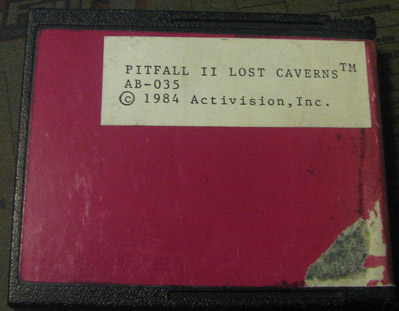 PITFALL II LOST CAVERNS™
AB-035
© 1984 Activision,Inc.